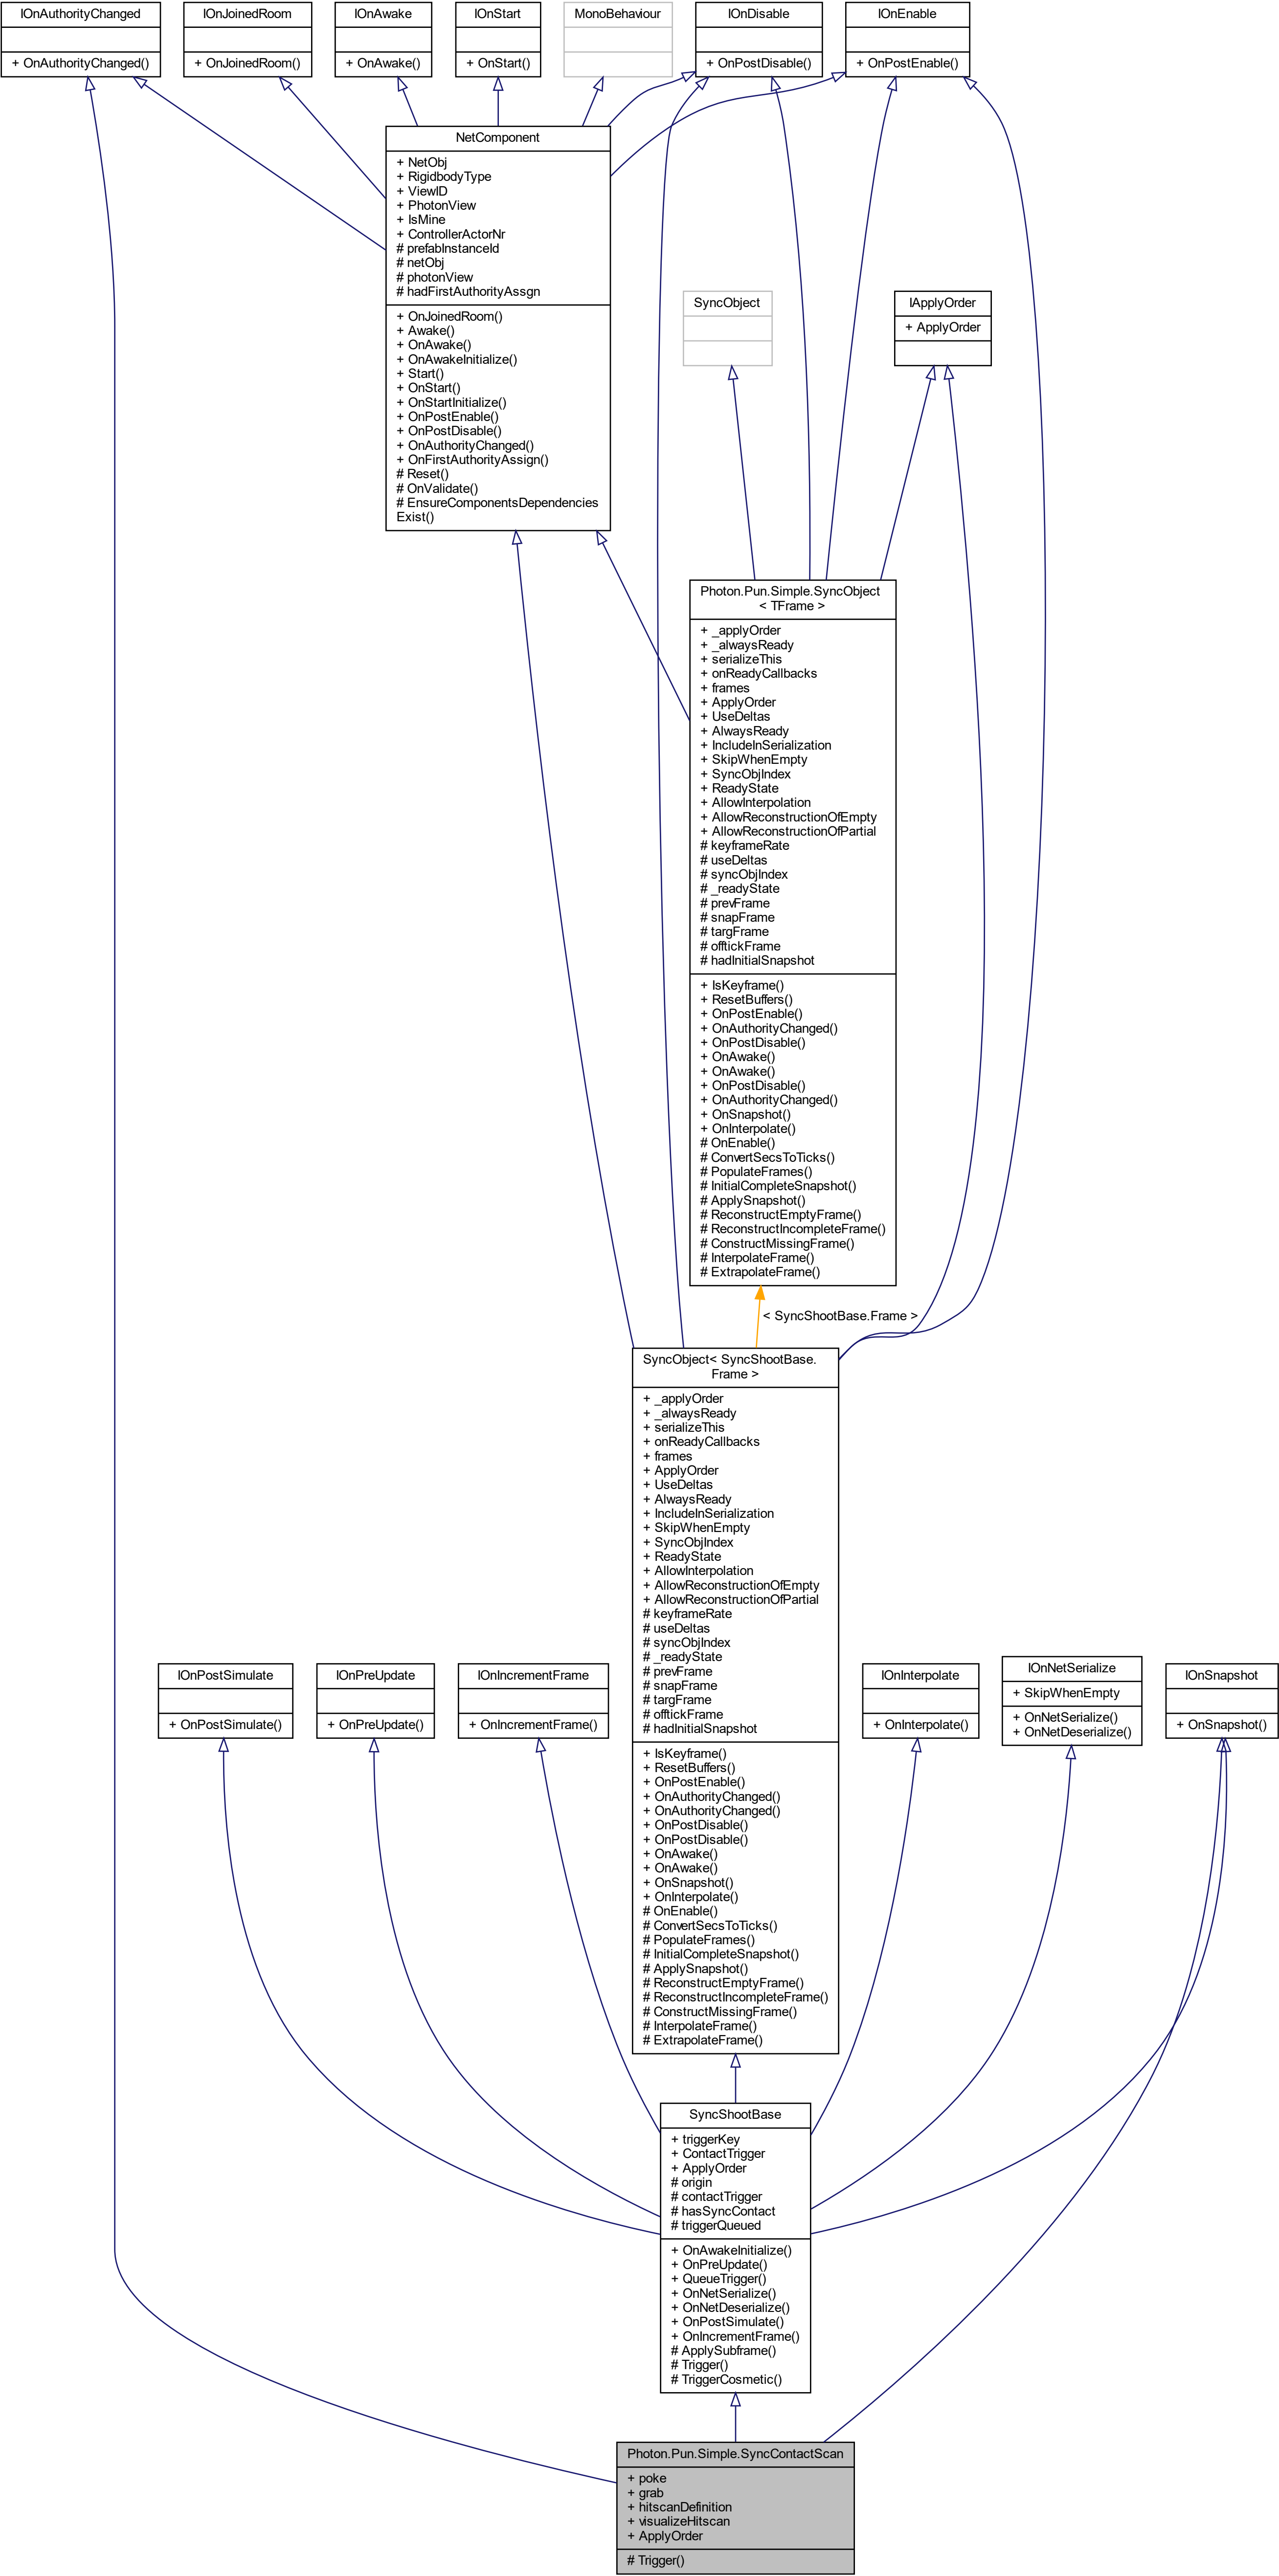 IOnAuthorityChanged
+ OnAuthorityChanged()
IOnJoinedRoom
+ OnJoinedRoom()
IOnAwake
+ OnAwake()
IOnStart
+ OnStart()
MonoBehaviour
IOnDisable
+ OnPostDisable()
IOnEnable
+ OnPostEnable()
NetComponent
+ NetObj
+ RigidbodyType
+ ViewID
+ PhotonView
+ IsMine
+ ControllerActorNr
# prefabInstanceId
# netObj
# photonView
# hadFirstAuthorityAssgn
+ OnJoinedRoom()
+ Awake()
+ OnAwake()
+ OnAwakeInitialize()
+ Start()
+ OnStart()
+ OnStartInitialize()
+ OnPostEnable()
+ OnPostDisable()
+ OnAuthorityChanged()
+ OnFirstAuthorityAssign()
# Reset()
# OnValidate()
# EnsureComponentsDependencies
Exist()
SyncObject
IApplyOrder
+ ApplyOrder
Photon.Pun.Simple.SyncObject
< TFrame >
+ _applyOrder
+ _alwaysReady
+ serializeThis
+ onReadyCallbacks
+ frames
+ ApplyOrder
+ UseDeltas
+ AlwaysReady
+ IncludeInSerialization
+ SkipWhenEmpty
+ SyncObjIndex
+ ReadyState
+ AllowInterpolation
+ AllowReconstructionOfEmpty
+ AllowReconstructionOfPartial
# keyframeRate
# useDeltas
# syncObjIndex
# _readyState
# prevFrame
# snapFrame
# targFrame
# offtickFrame
# hadInitialSnapshot
+ IsKeyframe()
+ ResetBuffers()
+ OnPostEnable()
+ OnAuthorityChanged()
+ OnPostDisable()
+ OnAwake()
+ OnAwake()
+ OnPostDisable()
+ OnAuthorityChanged()
+ OnSnapshot()
+ OnInterpolate()
# OnEnable()
# ConvertSecsToTicks()
# PopulateFrames()
# InitialCompleteSnapshot()
# ApplySnapshot()
# ReconstructEmptyFrame()
# ReconstructIncompleteFrame()
# ConstructMissingFrame()
# InterpolateFrame()
# ExtrapolateFrame()
< SyncShootBase.Frame >
SyncObject< SyncShootBase.
Frame >
+ _applyOrder
+ _alwaysReady
+ serializeThis
+ onReadyCallbacks
+ frames
+ ApplyOrder
+ UseDeltas
+ AlwaysReady
+ IncludeInSerialization
+ SkipWhenEmpty
+ SyncObjIndex
+ ReadyState
+ AllowInterpolation
+ AllowReconstructionOfEmpty
+ AllowReconstructionOfPartial
# keyframeRate
# useDeltas
# syncObjIndex
# _readyState
# prevFrame
# snapFrame
# targFrame
# offtickFrame
# hadInitialSnapshot
+ IsKeyframe()
+ ResetBuffers()
+ OnPostEnable()
+ OnAuthorityChanged()
+ OnAuthorityChanged()
+ OnPostDisable()
+ OnPostDisable()
+ OnAwake()
+ OnAwake()
+ OnSnapshot()
+ OnInterpolate()
# OnEnable()
# ConvertSecsToTicks()
# PopulateFrames()
# InitialCompleteSnapshot()
# ApplySnapshot()
# ReconstructEmptyFrame()
# ReconstructIncompleteFrame()
# ConstructMissingFrame()
# InterpolateFrame()
# ExtrapolateFrame()
IOnPostSimulate
+ OnPostSimulate()
IOnPreUpdate
+ OnPreUpdate()
IOnIncrementFrame
+ OnIncrementFrame()
IOnInterpolate
+ OnInterpolate()
IOnNetSerialize
+ SkipWhenEmpty
+ OnNetSerialize()
+ OnNetDeserialize()
IOnSnapshot
+ OnSnapshot()
SyncShootBase
+ triggerKey
+ ContactTrigger
+ ApplyOrder
# origin
# contactTrigger
# hasSyncContact
# triggerQueued
+ OnAwakeInitialize()
+ OnPreUpdate()
+ QueueTrigger()
+ OnNetSerialize()
+ OnNetDeserialize()
+ OnPostSimulate()
+ OnIncrementFrame()
# ApplySubframe()
# Trigger()
# TriggerCosmetic()
Photon.Pun.Simple.SyncContactScan
+ poke
+ grab
+ hitscanDefinition
+ visualizeHitscan
+ ApplyOrder
# Trigger()